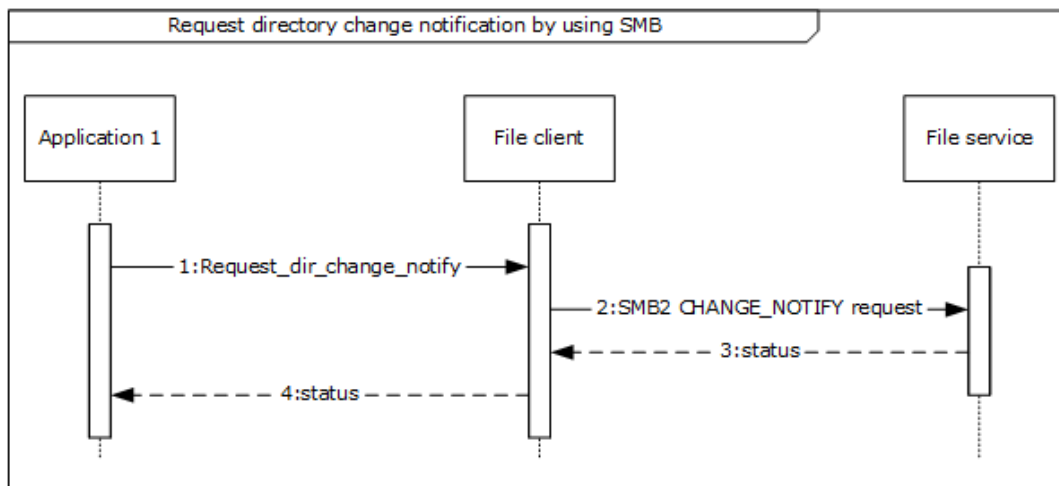 Request directory change notification by using SMB
Application 1
File client
File service
1:Request_dir_change_notify
2:SMB2 CHANGE_NOTIFY request
3:status
4:status